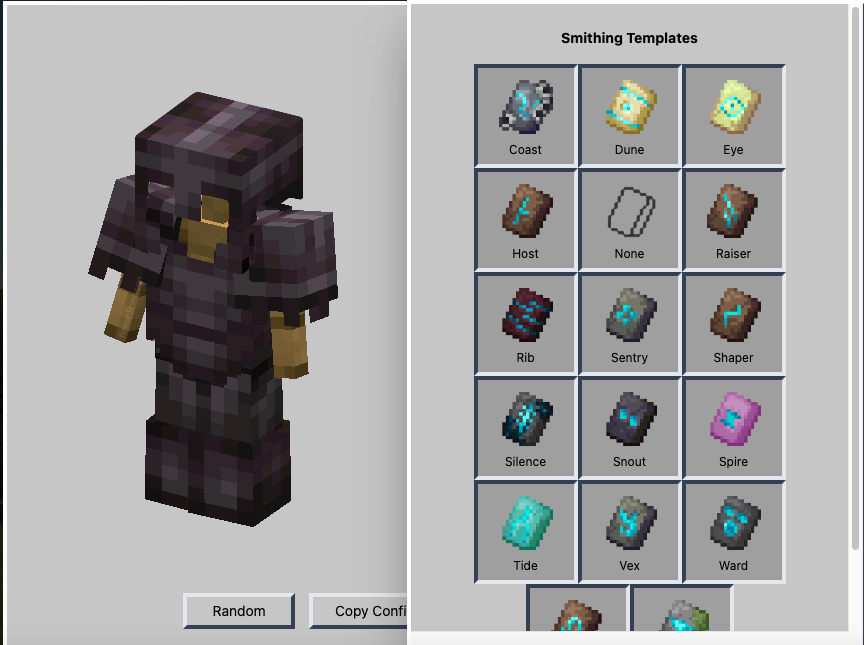 Smithing Templates
Coast
Dune
Eye
Host
None
Raiser
Rib
Sentry
Shaper
Silence
Snout
Spire
Tide
Vex
Ward
Random
Copy Confi